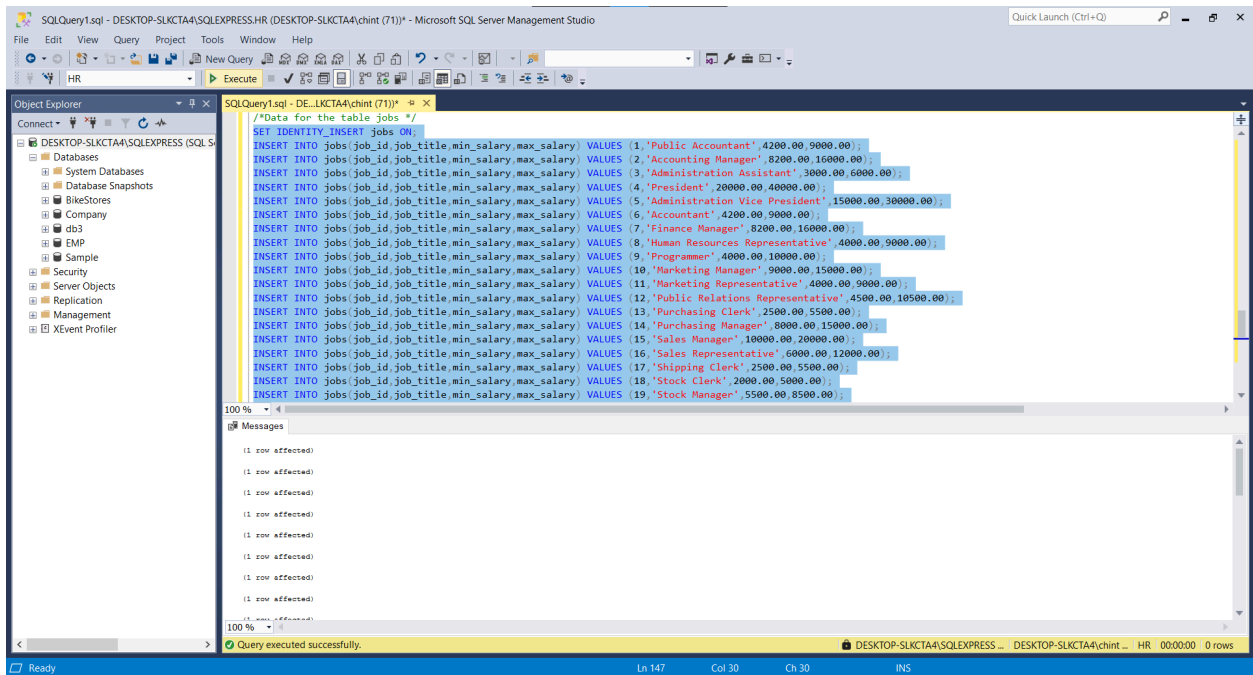 SQLQuery1.sql - DESKTOP-SLKCTA4\SQLEXPRESS.HR (DESKTOP-SLKCTA4\chint (71))* - Microsoft SQL Server Management Studio
Quick Launch (Ctrl+Q)
File Edit View Query Project Tools Window Help
New Query MDX DMX XMLA DAX
HR Execute
Object Explorer
Connect
DESKTOP-SLKCTA4\SQLEXPRESS (SQL S
Databases
System Databases
Database Snapshots
BikeStores
Company
db3
EMP
Sample
Security
Server Objects
Replication
Management
XEvent Profiler
SQLQuery1.sql - DE...LKCTA4\chint (71))*
/*Data for the table jobs */
SET IDENTITY_INSERT jobs ON;
INSERT INTO jobs(job_id,job_title,min_salary,max_salary) VALUES (1,'Public Accountant',4200.00,9000.00);
INSERT INTO jobs(job_id,job_title,min_salary,max_salary) VALUES (2,'Accounting Manager',8200.00,16000.00);
INSERT INTO jobs(job_id,job_title,min_salary,max_salary) VALUES (3,'Administration Assistant',3000.00,6000.00);
INSERT INTO jobs(job_id,job_title,min_salary,max_salary) VALUES (4,'President',20000.00,40000.00);
INSERT INTO jobs(job_id,job_title,min_salary,max_salary) VALUES (5,'Administration Vice President',15000.00,30000.00);
INSERT INTO jobs(job_id,job_title,min_salary,max_salary) VALUES (6,'Accountant',4200.00,9000.00);
INSERT INTO jobs(job_id,job_title,min_salary,max_salary) VALUES (7,'Finance Manager',8200.00,16000.00);
INSERT INTO jobs(job_id,job_title,min_salary,max_salary) VALUES (8,'Human Resources Representative',4000.00,9000.00);
INSERT INTO jobs(job_id,job_title,min_salary,max_salary) VALUES (9,'Programmer',4000.00,10000.00);
INSERT INTO jobs(job_id,job_title,min_salary,max_salary) VALUES (10,'Marketing Manager',9000.00,15000.00);
INSERT INTO jobs(job_id,job_title,min_salary,max_salary) VALUES (11,'Marketing Representative',4000.00,9000.00);
INSERT INTO jobs(job_id,job_title,min_salary,max_salary) VALUES (12,'Public Relations Representative',4500.00,10500.00);
INSERT INTO jobs(job_id,job_title,min_salary,max_salary) VALUES (13,'Purchasing Clerk',2500.00,5500.00);
INSERT INTO jobs(job_id,job_title,min_salary,max_salary) VALUES (14,'Purchasing Manager',8000.00,15000.00);
INSERT INTO jobs(job_id,job_title,min_salary,max_salary) VALUES (15,'Sales Manager',10000.00,20000.00);
INSERT INTO jobs(job_id,job_title,min_salary,max_salary) VALUES (16,'Sales Representative',6000.00,12000.00);
INSERT INTO jobs(job_id,job_title,min_salary,max_salary) VALUES (17,'Shipping Clerk',2500.00,5500.00);
INSERT INTO jobs(job_id,job_title,min_salary,max_salary) VALUES (18,'Stock Clerk',2000.00,5000.00);
INSERT INTO jobs(job_id,job_title,min_salary,max_salary) VALUES (19,'Stock Manager',5500.00,8500.00);
100 %
Messages
(1 row affected)
(1 row affected)
(1 row affected)
(1 row affected)
(1 row affected)
(1 row affected)
(1 row affected)
(1 row affected)
(1 row affected)
100 %
Query executed successfully. DESKTOP-SLKCTA4\SQLEXPRESS ... DESKTOP-SLKCTA4\chint ... HR 00:00:00 0 rows
Ready Ln 147 Col 30 Ch 30 INS